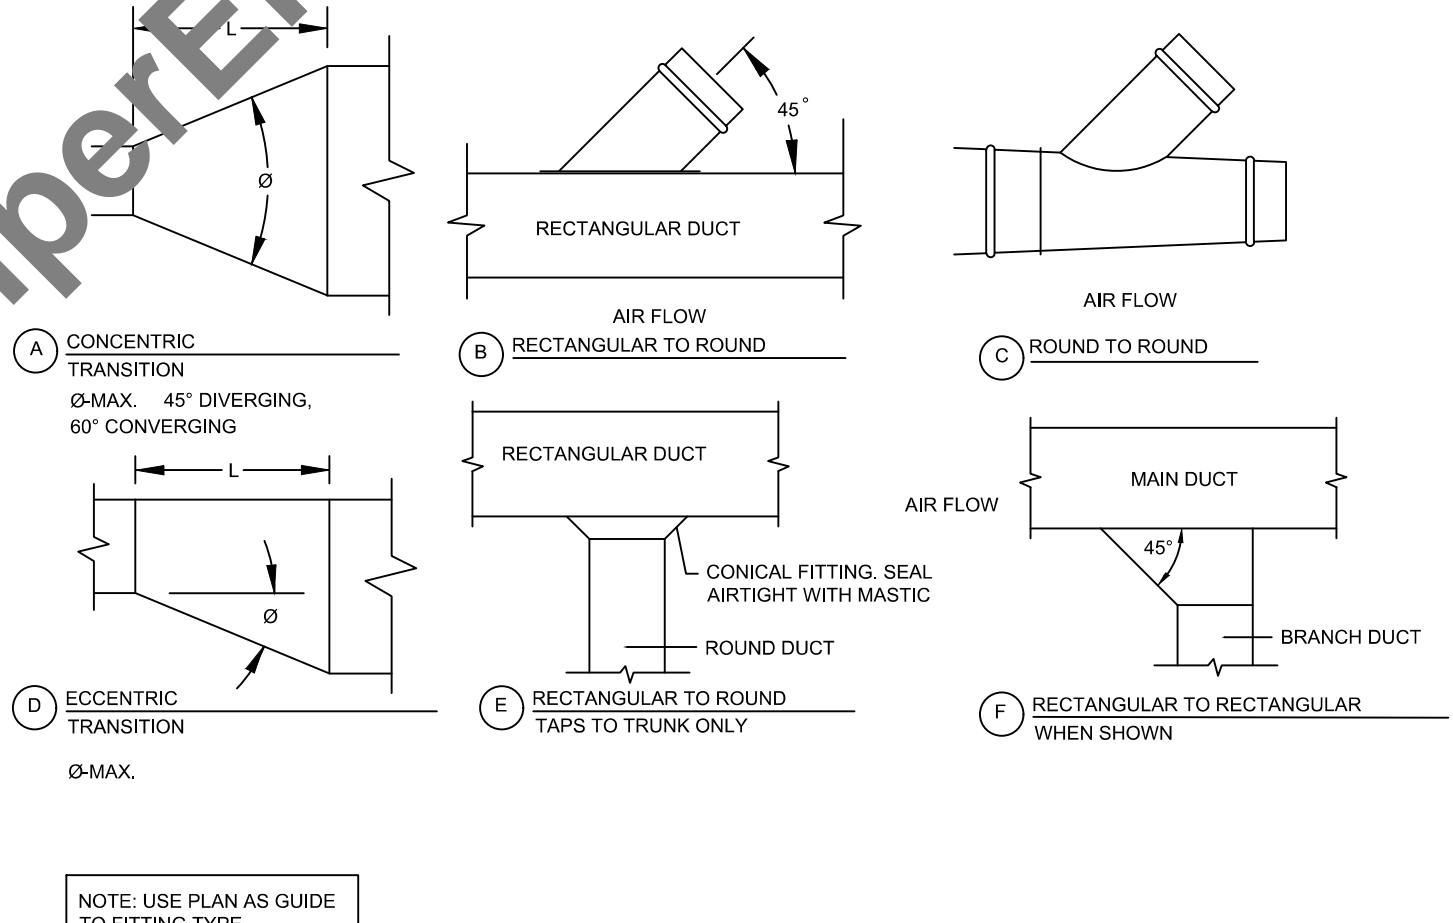 L
Ø
A
CONCENTRIC
TRANSITION
Ø-MAX. 45° DIVERGING,
60° CONVERGING
45°
RECTANGULAR DUCT
AIR FLOW
B
RECTANGULAR TO ROUND
AIR FLOW
C
ROUND TO ROUND
L
Ø
D
ECCENTRIC
TRANSITION
Ø-MAX.
RECTANGULAR DUCT
CONICAL FITTING. SEAL
AIRTIGHT WITH MASTIC
ROUND DUCT
E
RECTANGULAR TO ROUND
TAPS TO TRUNK ONLY
MAIN DUCT
AIR FLOW
45°
BRANCH DUCT
F
RECTANGULAR TO RECTANGULAR
WHEN SHOWN
NOTE: USE PLAN AS GUIDE
TO FITTING TYPE